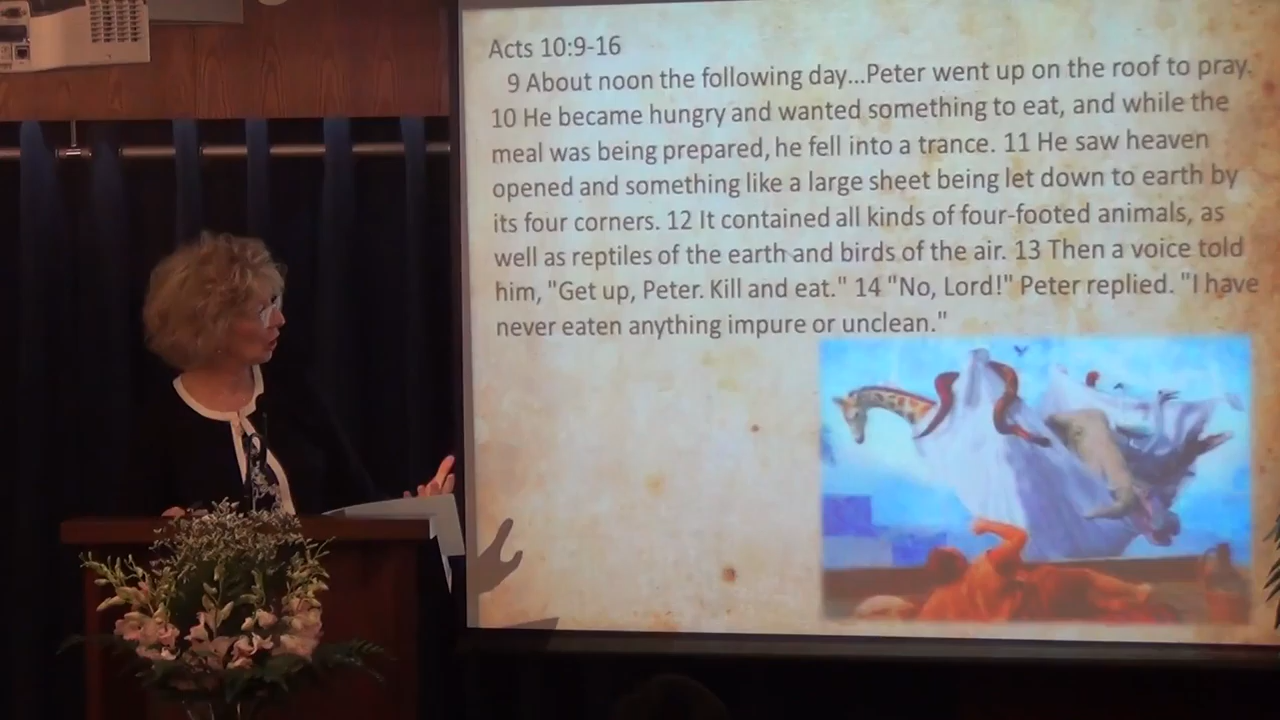 Acts 10:9-16
9 About noon the following day...Peter went up on the roof to pray.
10 He became hungry and wanted something to eat, and while the
meal was being prepared, he fell into a trance. 11 He saw heaven
opened and something like a large sheet being let down to earth by
its four corners. 12 It contained all kinds of four-footed animals, as
well as reptiles of the earth and birds of the air. 13 Then a voice told
him, "Get up, Peter. Kill and eat." 14 "No, Lord!" Peter replied. "I have
never eaten anything impure or unclean."